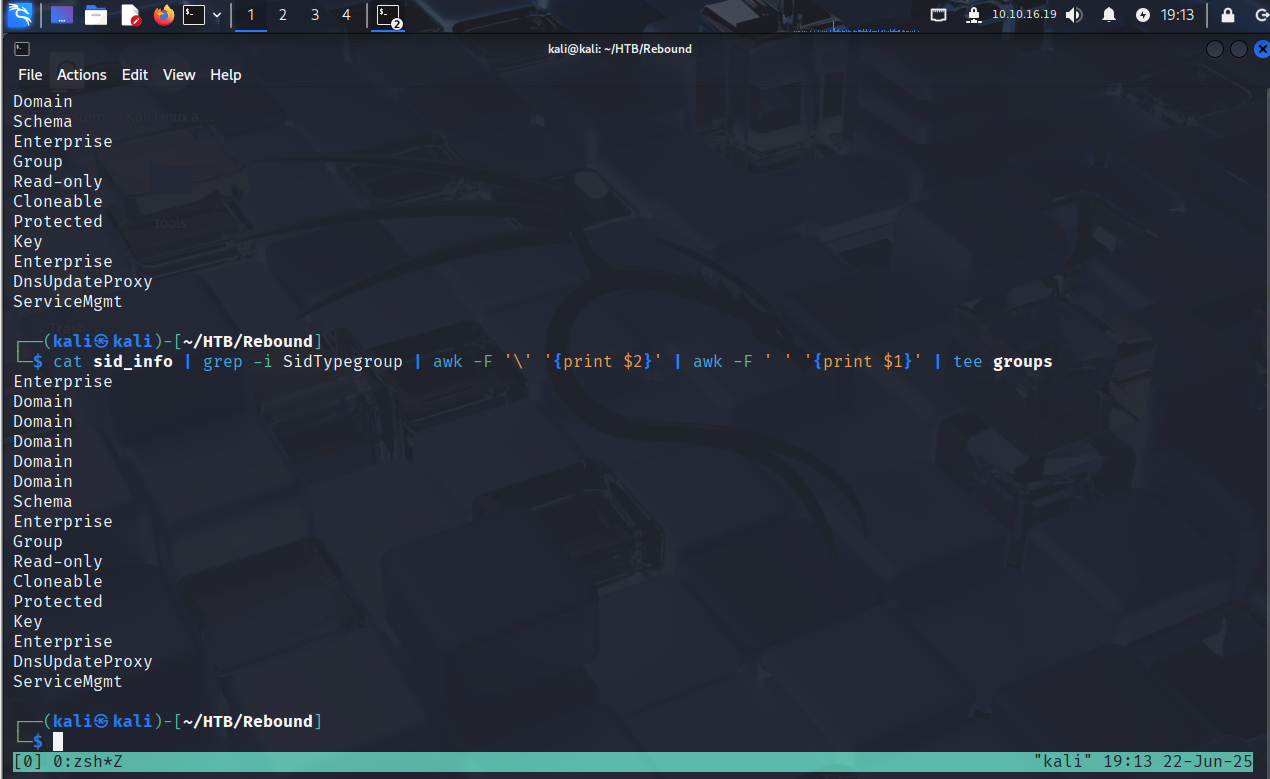 1 2 3 4 2 10.10.16.19 19:13
kali@kali: ~/HTB/Rebound
File Actions Edit View Help
Domain
Schema
Enterprise
Group
Read-only
Cloneable
Protected
Key
Enterprise
DnsUpdateProxy
ServiceMgmt
┌──(kali㉿kali)-[~/HTB/Rebound]
└─$ cat sid_info | grep -i SidTypegroup | awk -F '\' '{print $2}' | awk -F ' ' '{print $1}' | tee groups
Enterprise
Domain
Domain
Domain
Domain
Domain
Schema
Enterprise
Group
Read-only
Cloneable
Protected
Key
Enterprise
DnsUpdateProxy
ServiceMgmt
┌──(kali㉿kali)-[~/HTB/Rebound]
└─$
[0] 0:zsh*Z "kali" 19:13 22-Jun-25